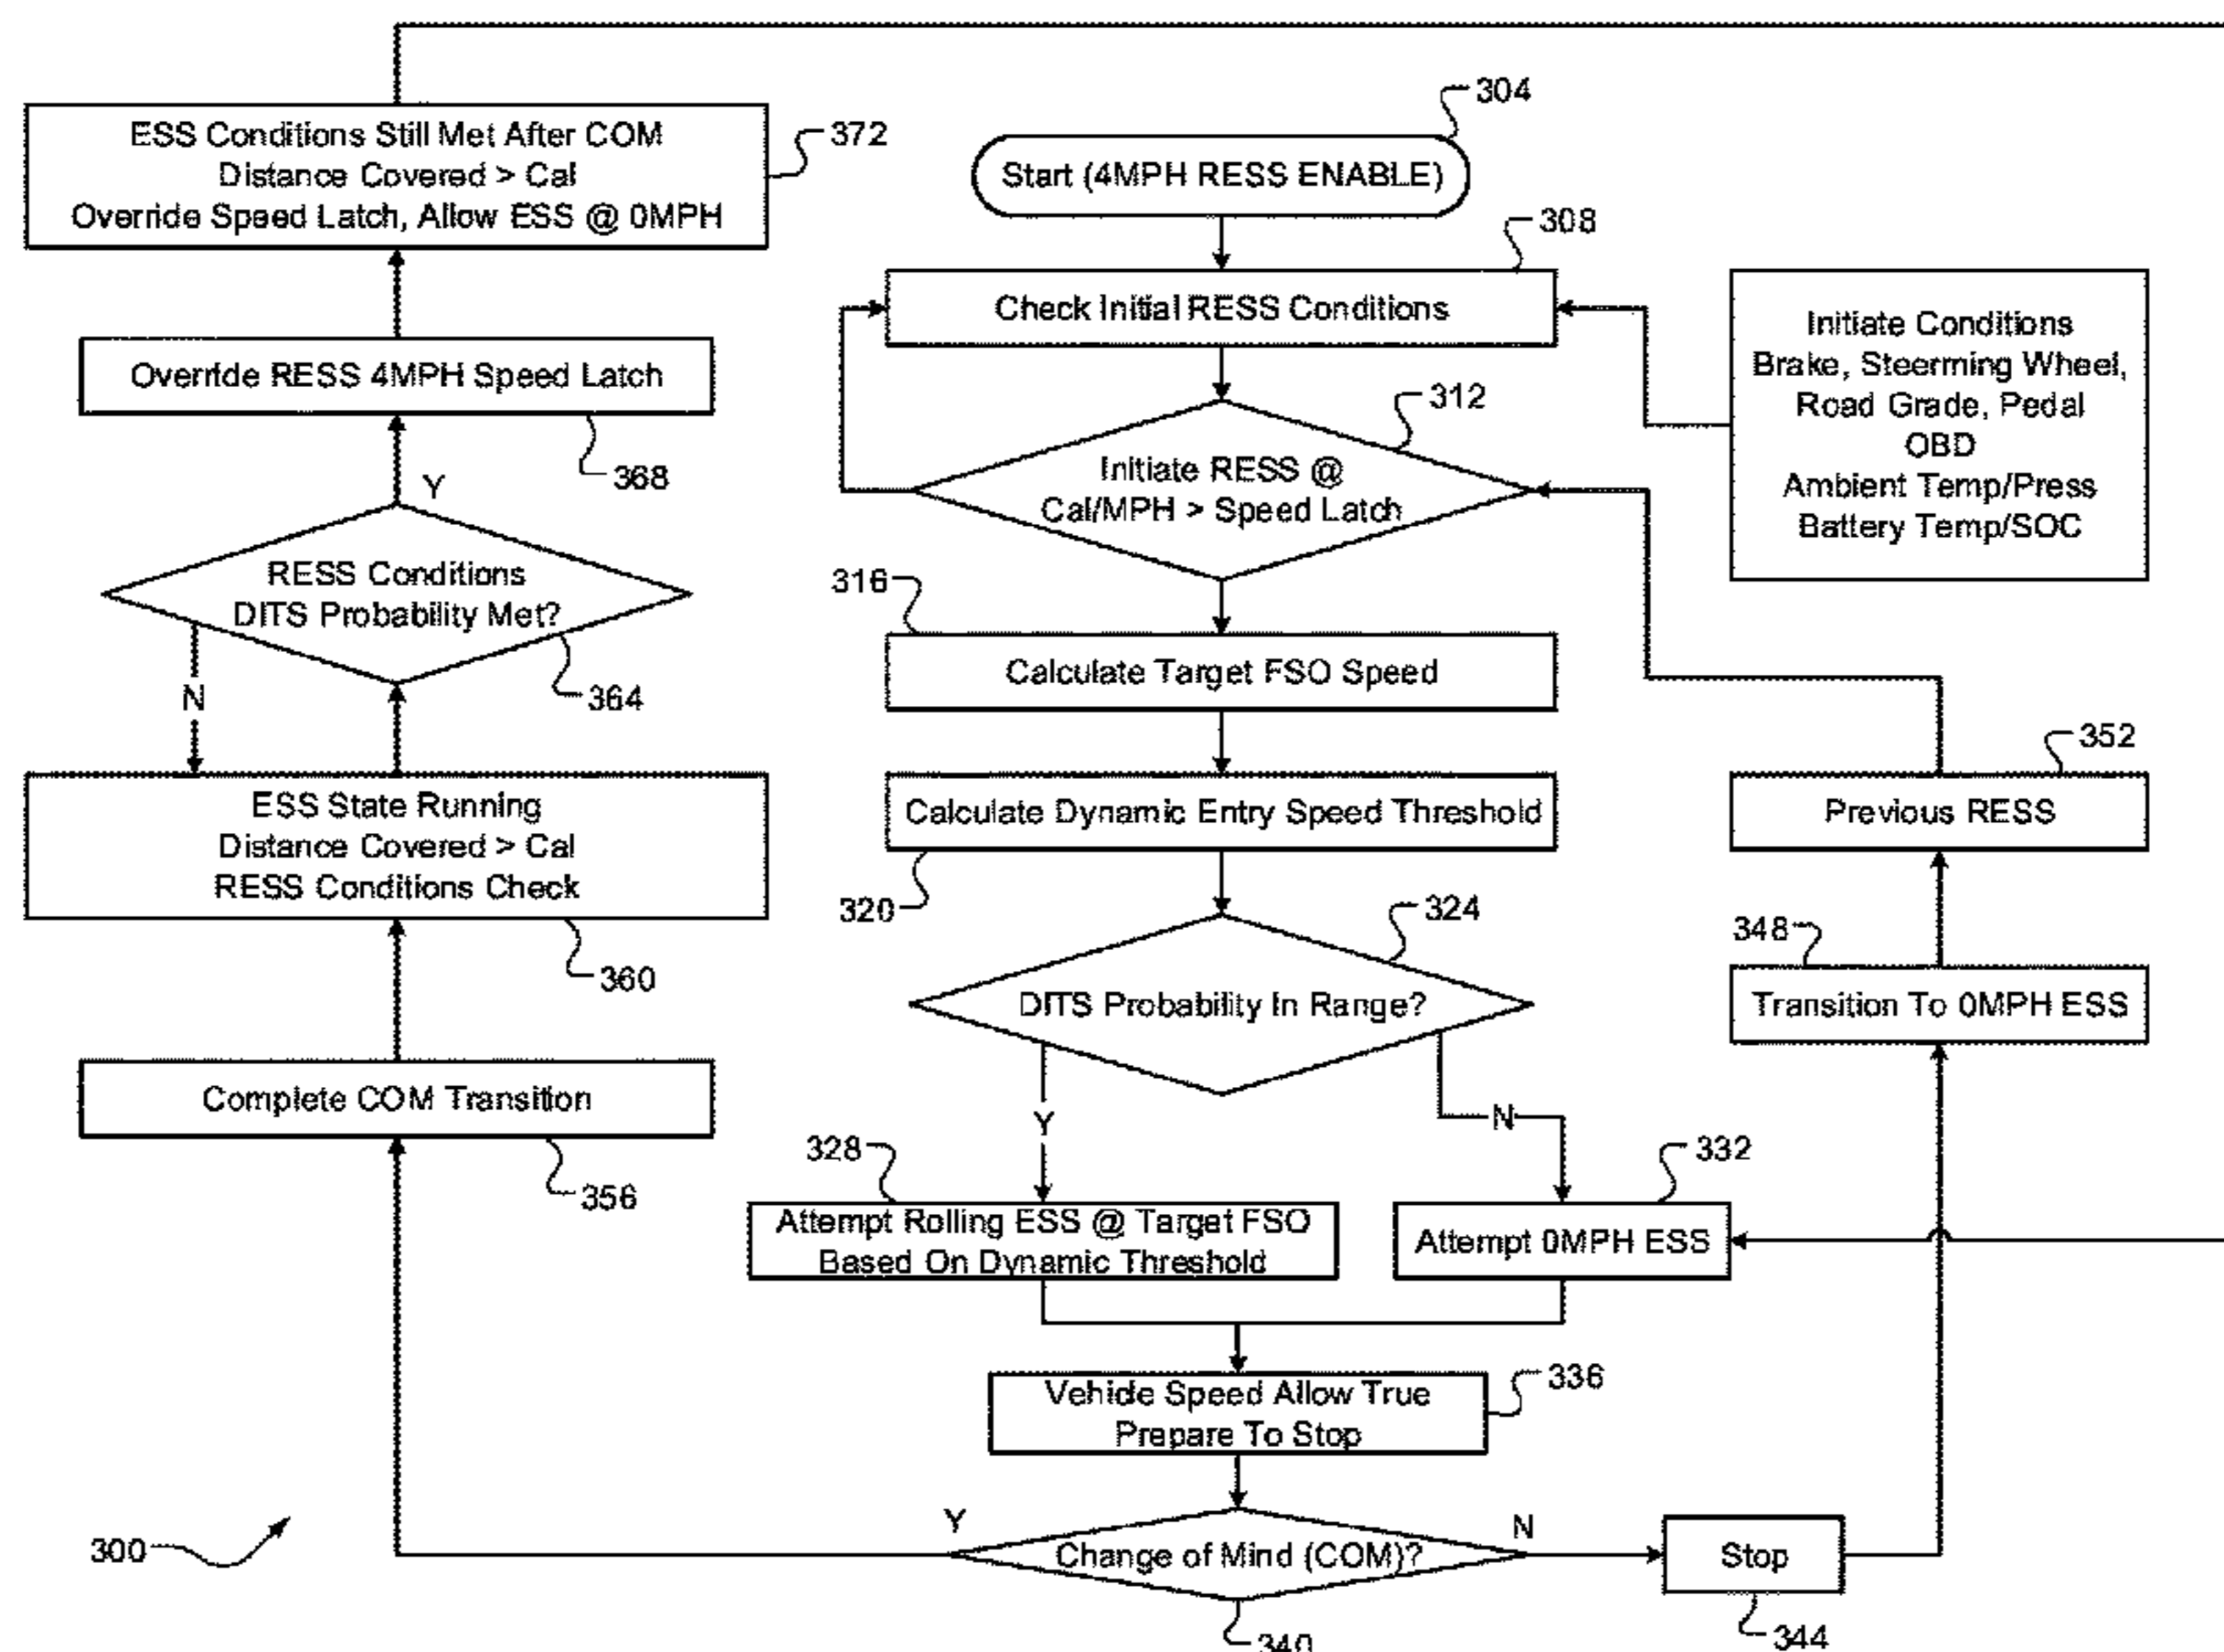 304
ESS Conditions Still Met After COM
Distance Covered > Cal
Override Speed Latch, Allow ESS @ 0MPH
372
Start (4MPH RESS ENABLE)
308
Check Initial RESS Conditions
Initiate Conditions
Brake, Steerming Wheel,
Road Grade, Pedal
OBD
Ambient Temp/Press
Battery Temp/SOC
Override RESS 4MPH Speed Latch
368
312
Initiate RESS @
Cal/MPH > Speed Latch
Y
RESS Conditions
DITS Probability Met?
364
N
316
Calculate Target FSO Speed
352
ESS State Running
Distance Covered > Cal
RESS Conditions Check
360
Calculate Dynamic Entry Speed Threshold
320
Previous RESS
324
DITS Probability In Range?
348
Transition To 0MPH ESS
Complete COM Transition
356
Y
N
328
332
Attempt Rolling ESS @ Target FSO
Based On Dynamic Threshold
Attempt 0MPH ESS
336
Vehicle Speed Allow True
Prepare To Stop
300
Y
Change of Mind (COM)?
N
Stop
340
344